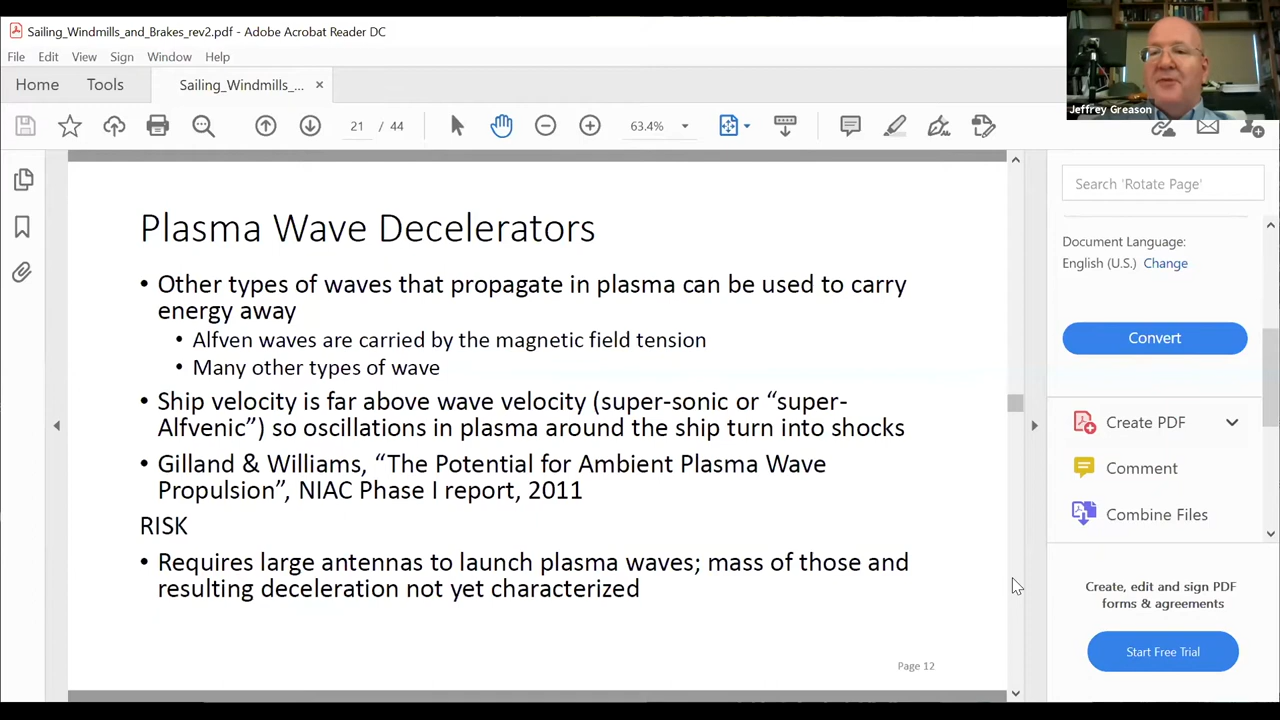 Sailing_Windmills_and_Brakes_rev2.pdf - Adobe Acrobat Reader DC
File Edit View Sign Window Help
Home Tools Sailing_Windmills_... ×
Jeffrey Greason
21 / 44 63.4%
Search 'Rotate Page'
Plasma Wave Decelerators
• Other types of waves that propagate in plasma can be used to carry
energy away
• Alfven waves are carried by the magnetic field tension
• Many other types of wave
• Ship velocity is far above wave velocity (super-sonic or “super-
Alfvenic”) so oscillations in plasma around the ship turn into shocks
• Gilland & Williams, “The Potential for Ambient Plasma Wave
Propulsion”, NIAC Phase I report, 2011
RISK
• Requires large antennas to launch plasma waves; mass of those and
resulting deceleration not yet characterized
Page 12
Document Language:
English (U.S.) Change
Convert
Create PDF
Comment
Combine Files
Create, edit and sign PDF
forms & agreements
Start Free Trial